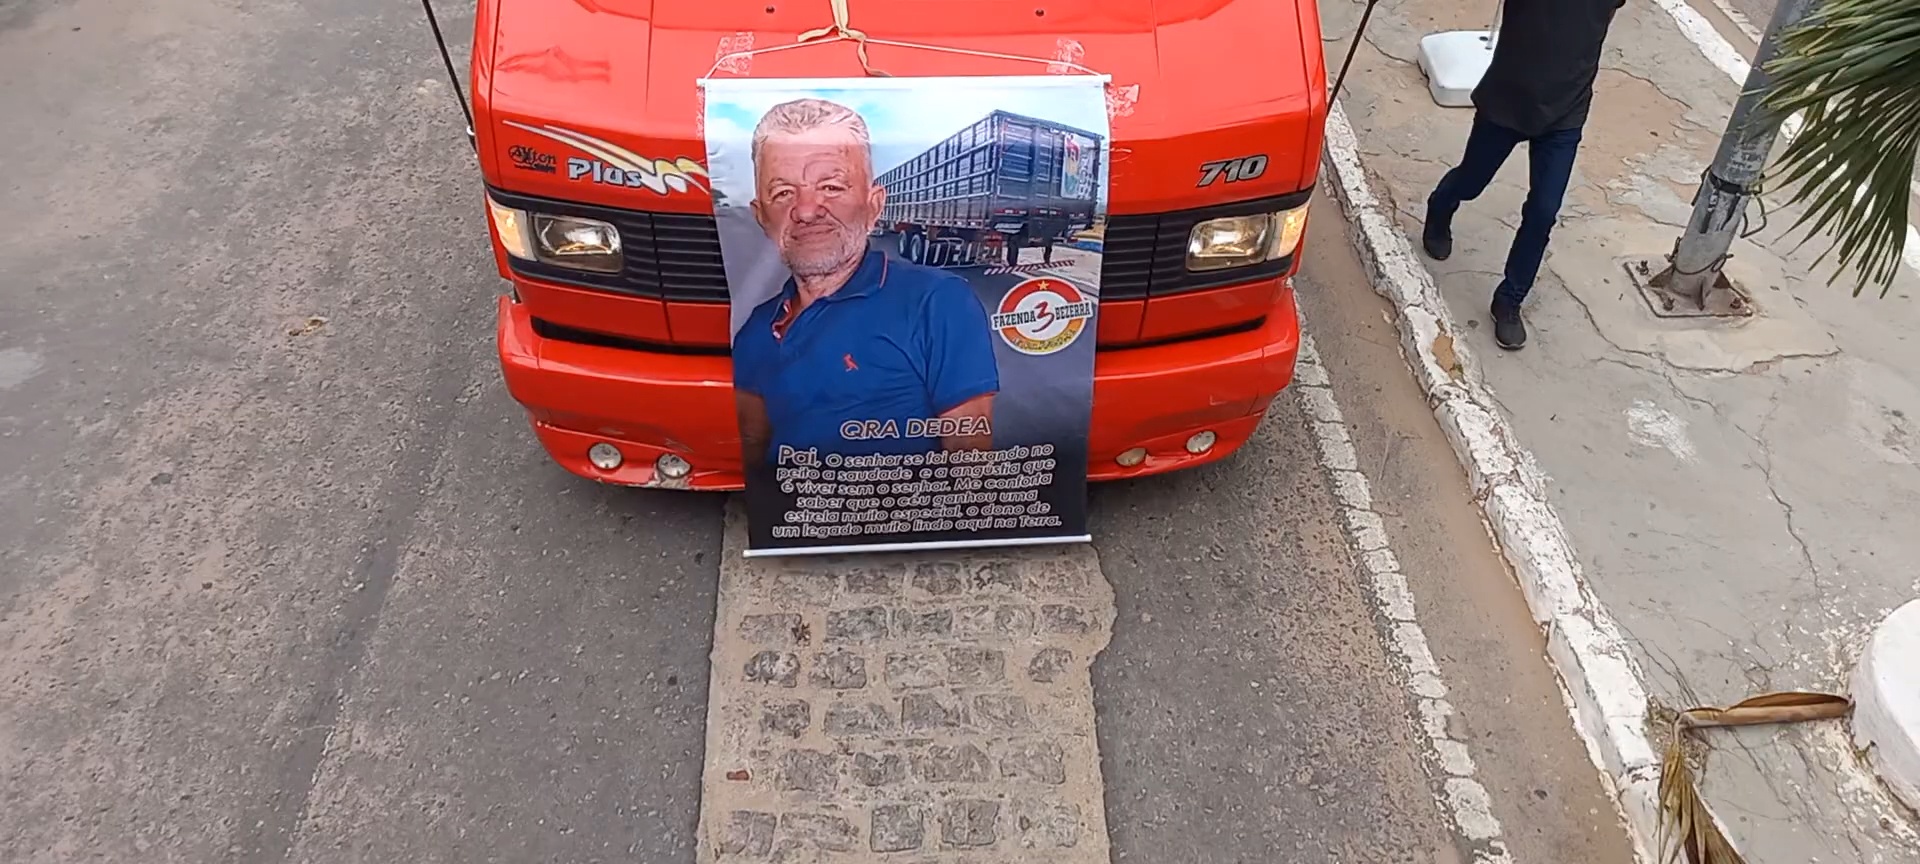 Plus
710
FAZENDA 3 BEZERRA
QRA DEDEA
Pai, O senhor se foi deixando no
peito a saudade e a angústia que
é viver sem o senhor. Me conforta
saber que o céu ganhou uma
estrela muito especial, o dono de
um legado muito lindo aqui na Terra.